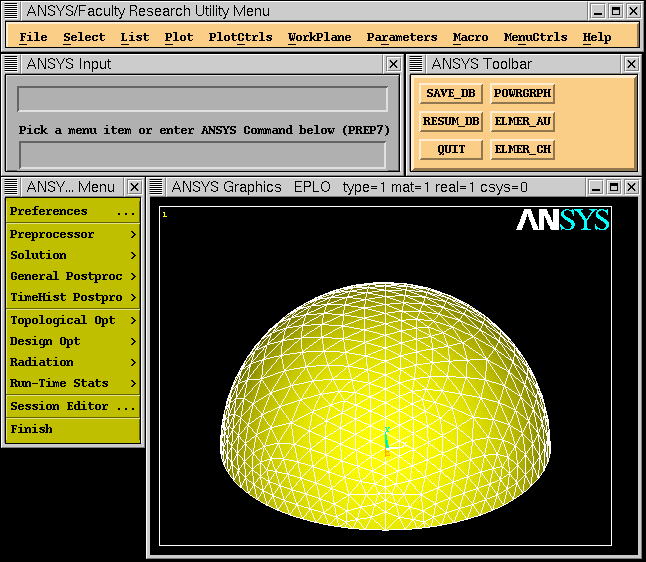 ANSYS/Faculty Research Utility Menu
File Select List Plot PlotCtrls WorkPlane Parameters Macro MenuCtrls Help
ANSYS Input
Pick a menu item or enter ANSYS Command below (PREP7)
ANSYS Toolbar
SAVE_DB POWRGRPH
RESUM_DB ELMER_AU
QUIT ELMER_CH
ANSY... Menu
Preferences ...
Preprocessor >
Solution >
General Postproc >
TimeHist Postpro >
Topological Opt >
Design Opt >
Radiation >
Run-Time Stats >
Session Editor ...
Finish
ANSYS Graphics EPLO type=1 mat=1 real=1 csys=0
1
ANSYS